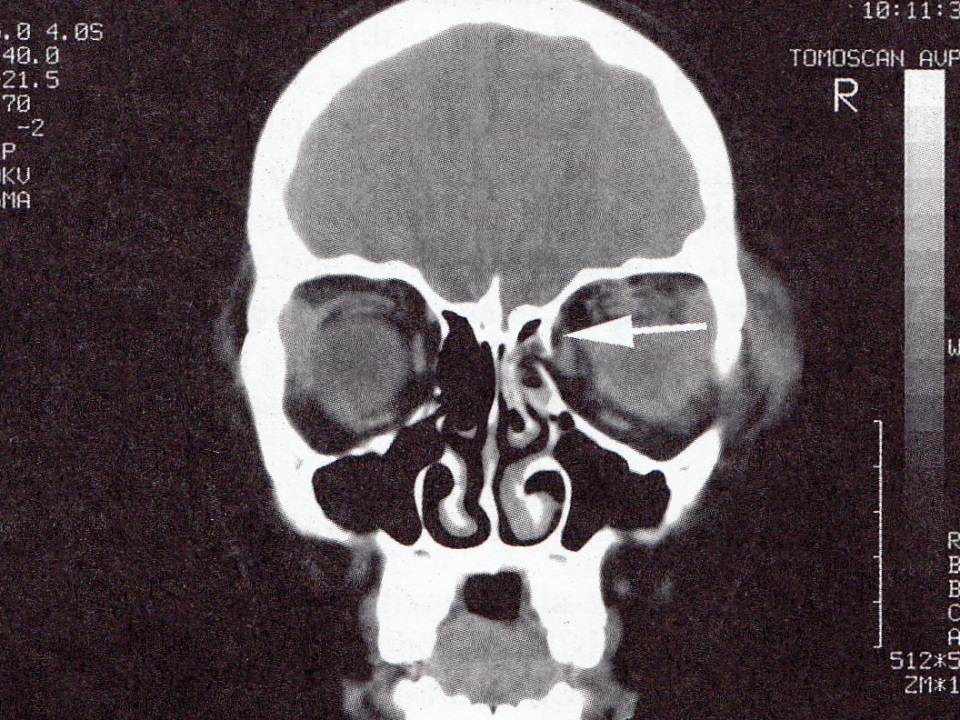 .0 4.0S
40.0
21.5
70
-2
P
KV
MA
10:11:3
TOMOSCAN AVP
R
W
R
B
B
C
A
512*5
ZM*1